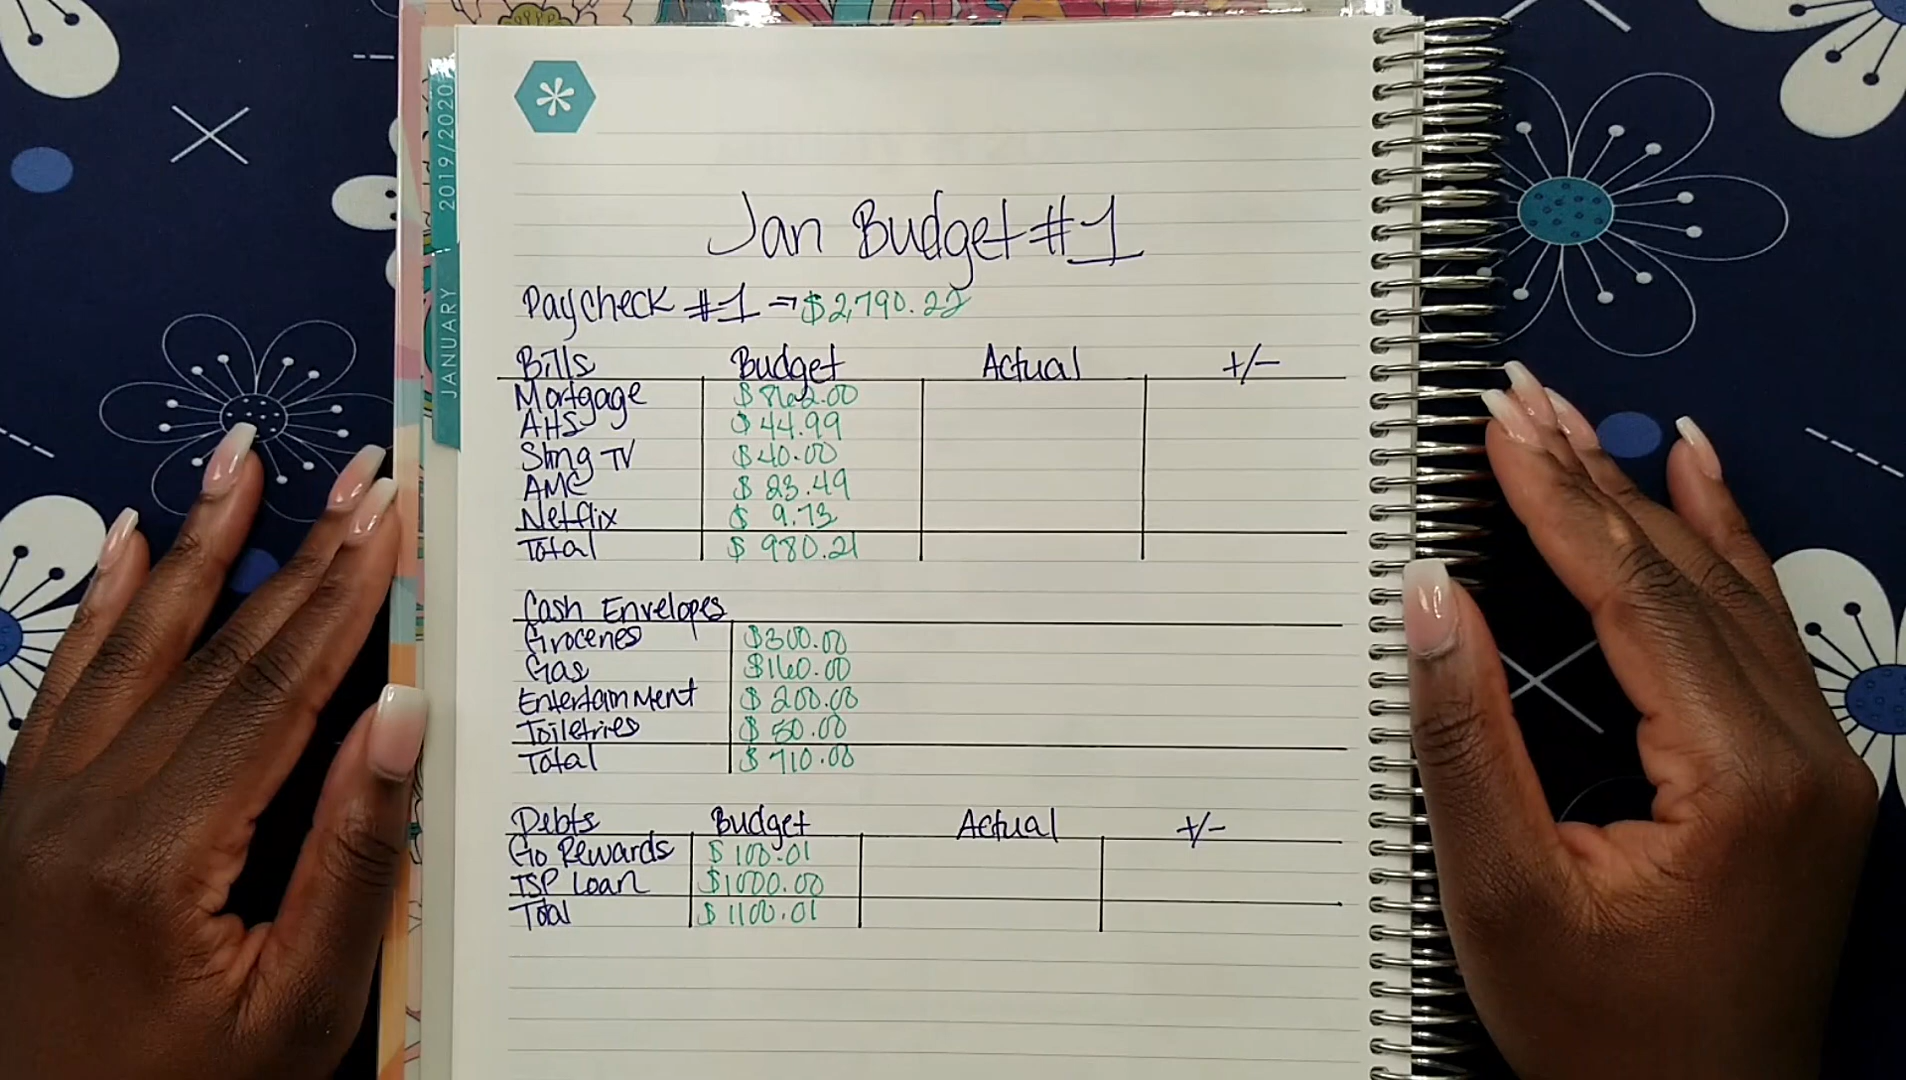 2019/2020
JANUARY
Jan Budget #1
Paycheck #1 → $2,790.22
Bills Budget Actual +/-
Mortgage $862.00
AHS $44.99
Sling TV $40.00
AMC $23.49
Netflix $9.73
Total $980.21
Cash Envelopes
Groceries $300.00
Gas $160.00
Entertainment $200.00
Toiletries $50.00
Total $710.00
Debts Budget Actual +/-
Go Rewards $100.01
TSP Loan $1000.00
Total $1100.01